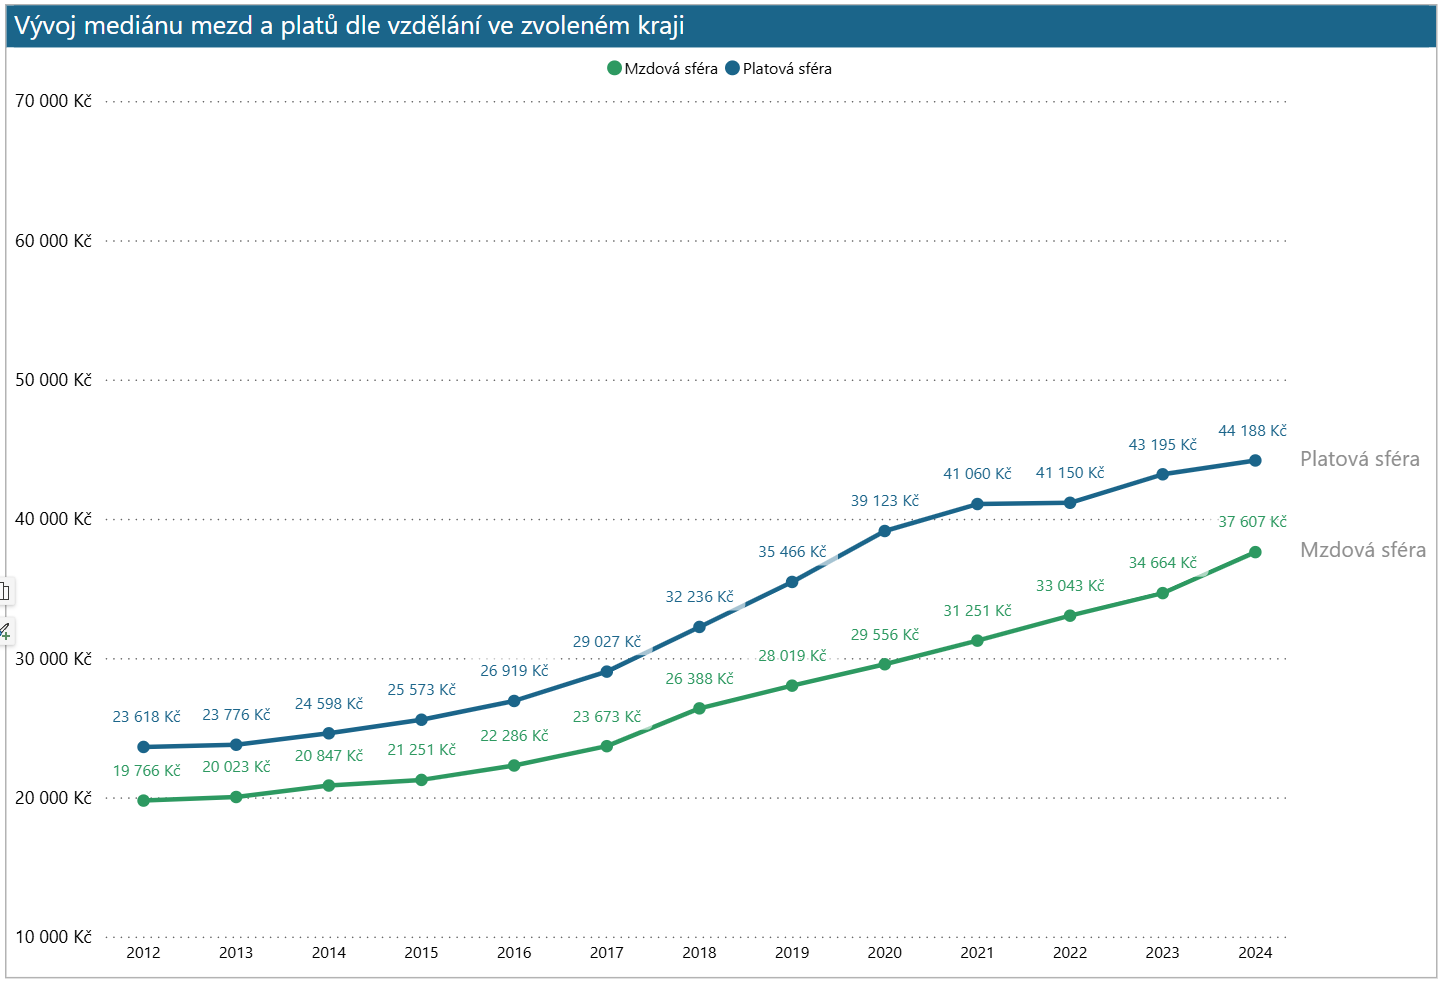 Vývoj mediánu mezd a platů dle vzdělání ve zvoleném kraji
Mzdová sféra Platová sféra
70 000 Kč
60 000 Kč
50 000 Kč
40 000 Kč
30 000 Kč
20 000 Kč
10 000 Kč
23 618 Kč 23 776 Kč 24 598 Kč 25 573 Kč 26 919 Kč 29 027 Kč 32 236 Kč 35 466 Kč 39 123 Kč 41 060 Kč 41 150 Kč 43 195 Kč 44 188 Kč
Platová sféra
19 766 Kč 20 023 Kč 20 847 Kč 21 251 Kč 22 286 Kč 23 673 Kč 26 388 Kč 28 019 Kč 29 556 Kč 31 251 Kč 33 043 Kč 34 664 Kč 37 607 Kč
Mzdová sféra
2012 2013 2014 2015 2016 2017 2018 2019 2020 2021 2022 2023 2024